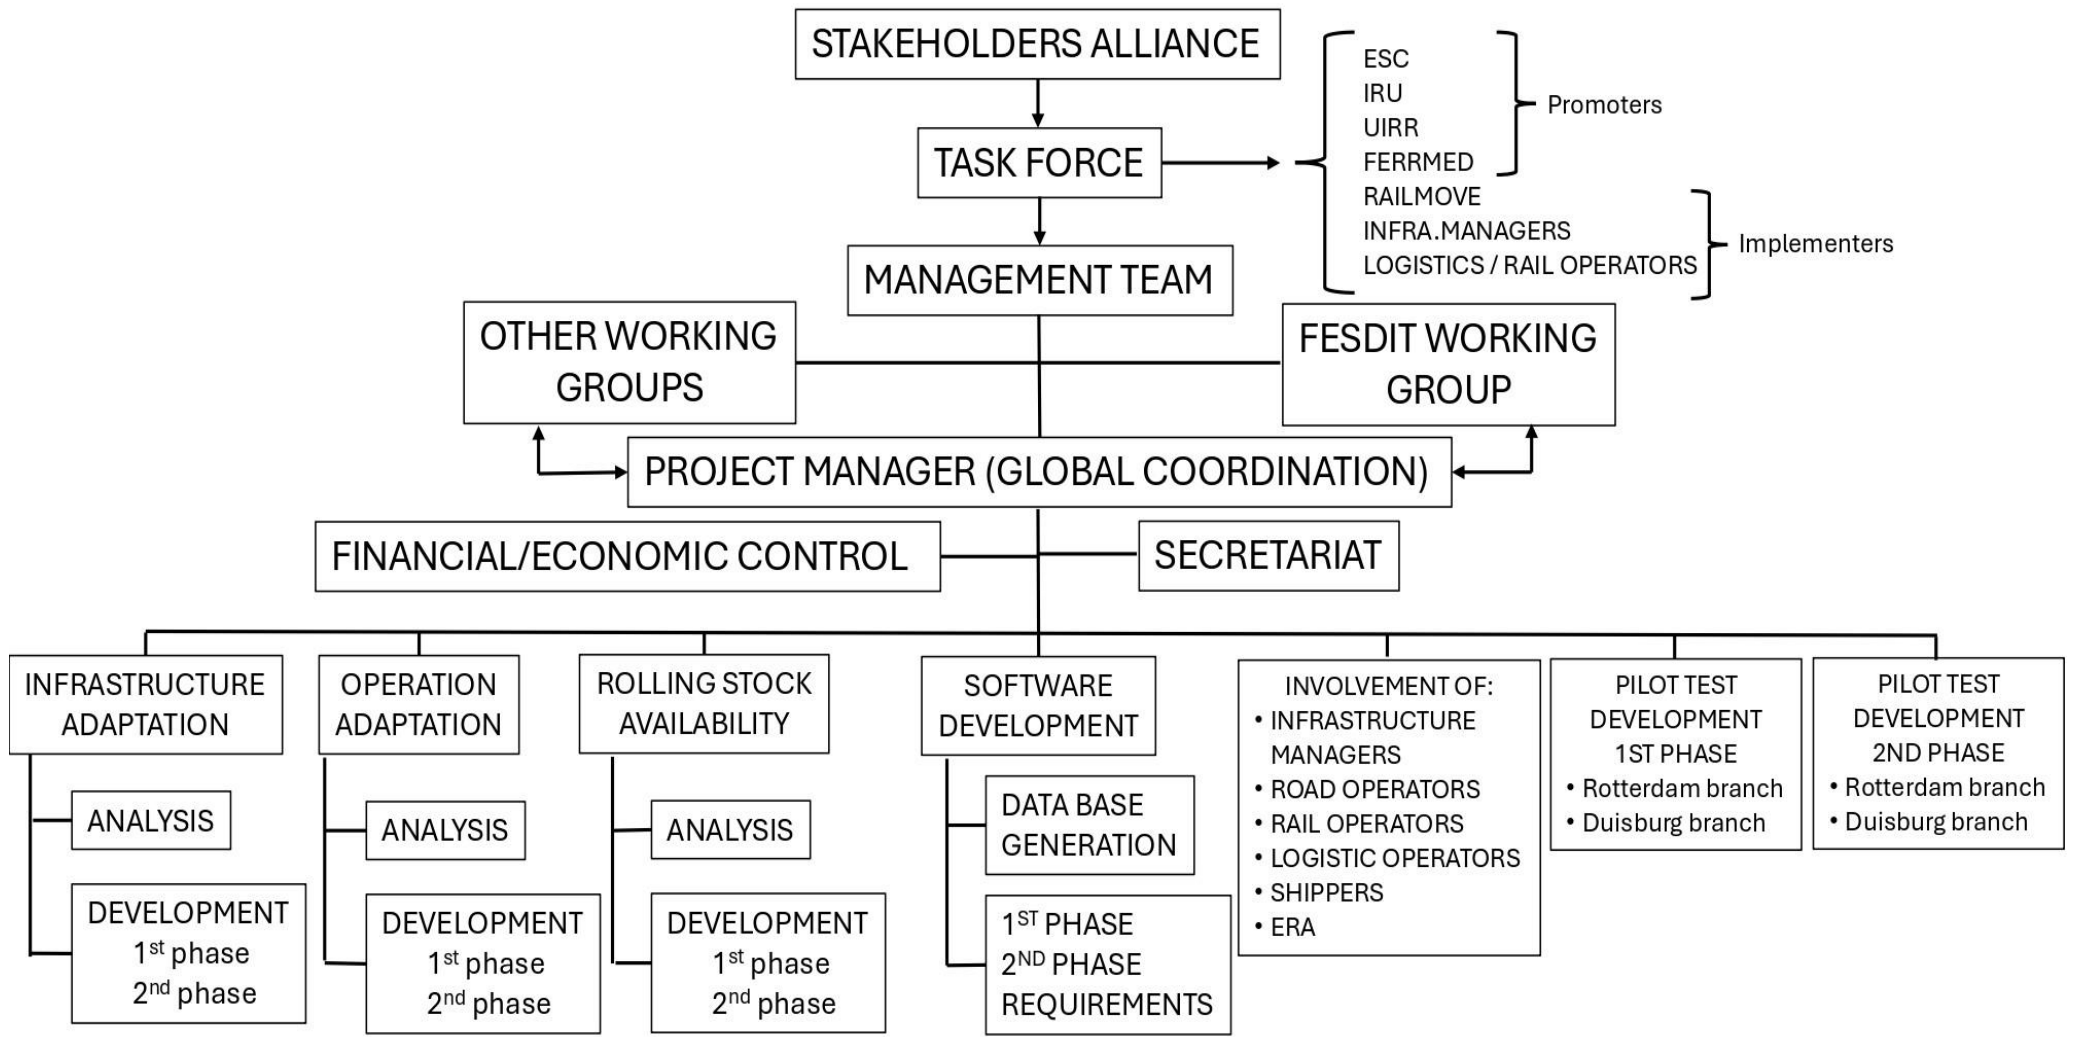 STAKEHOLDERS ALLIANCE
TASK FORCE
ESC
IRU
UIRR
FERRMED
Promoters
RAILMOVE
INFRA.MANAGERS
LOGISTICS / RAIL OPERATORS
Implementers
MANAGEMENT TEAM
OTHER WORKING
GROUPS
FESDIT WORKING
GROUP
PROJECT MANAGER (GLOBAL COORDINATION)
FINANCIAL/ECONOMIC CONTROL
SECRETARIAT
INFRASTRUCTURE
ADAPTATION
ANALYSIS
DEVELOPMENT
1st phase
2nd phase
OPERATION
ADAPTATION
ANALYSIS
DEVELOPMENT
1st phase
2nd phase
ROLLING STOCK
AVAILABILITY
ANALYSIS
DEVELOPMENT
1st phase
2nd phase
SOFTWARE
DEVELOPMENT
DATA BASE
GENERATION
1ST PHASE
2ND PHASE
REQUIREMENTS
INVOLVEMENT OF:
• INFRASTRUCTURE
MANAGERS
• ROAD OPERATORS
• RAIL OPERATORS
• LOGISTIC OPERATORS
• SHIPPERS
• ERA
PILOT TEST
DEVELOPMENT
1ST PHASE
• Rotterdam branch
• Duisburg branch
PILOT TEST
DEVELOPMENT
2ND PHASE
• Rotterdam branch
• Duisburg branch